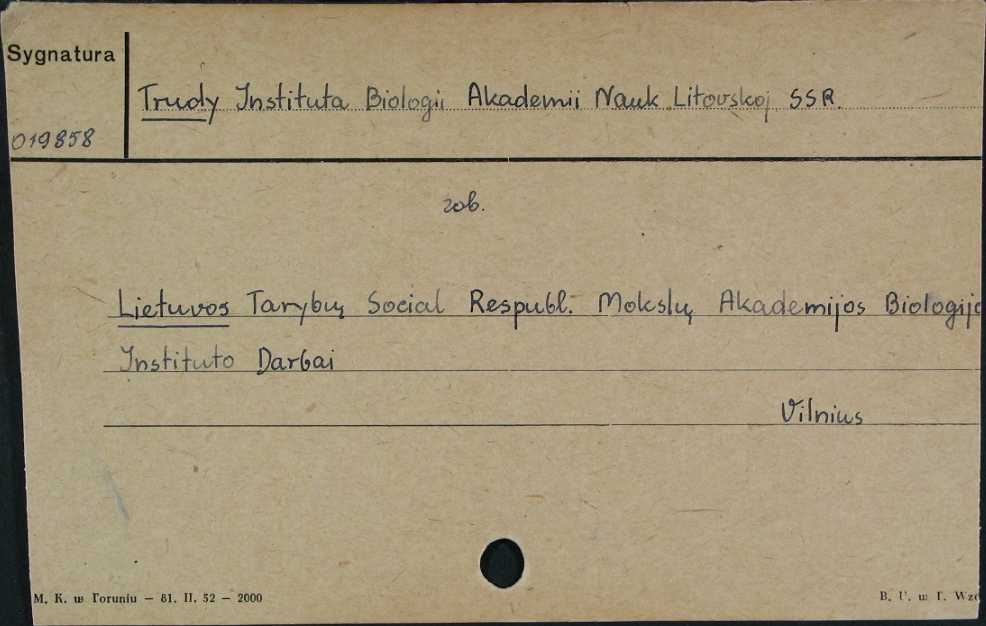 Sygnatura
Trudy Instituta Biologii Akademii Nauk Litovskoj SSR.
019858
zob.
Lietuvos Tarybų Social Respubl. Mokslų Akademijos Biologijo
Instituto Darbai
Vilnius
M. K. w Toruniu — 81. II. 52 — 2000
B. U. w T. Wzó